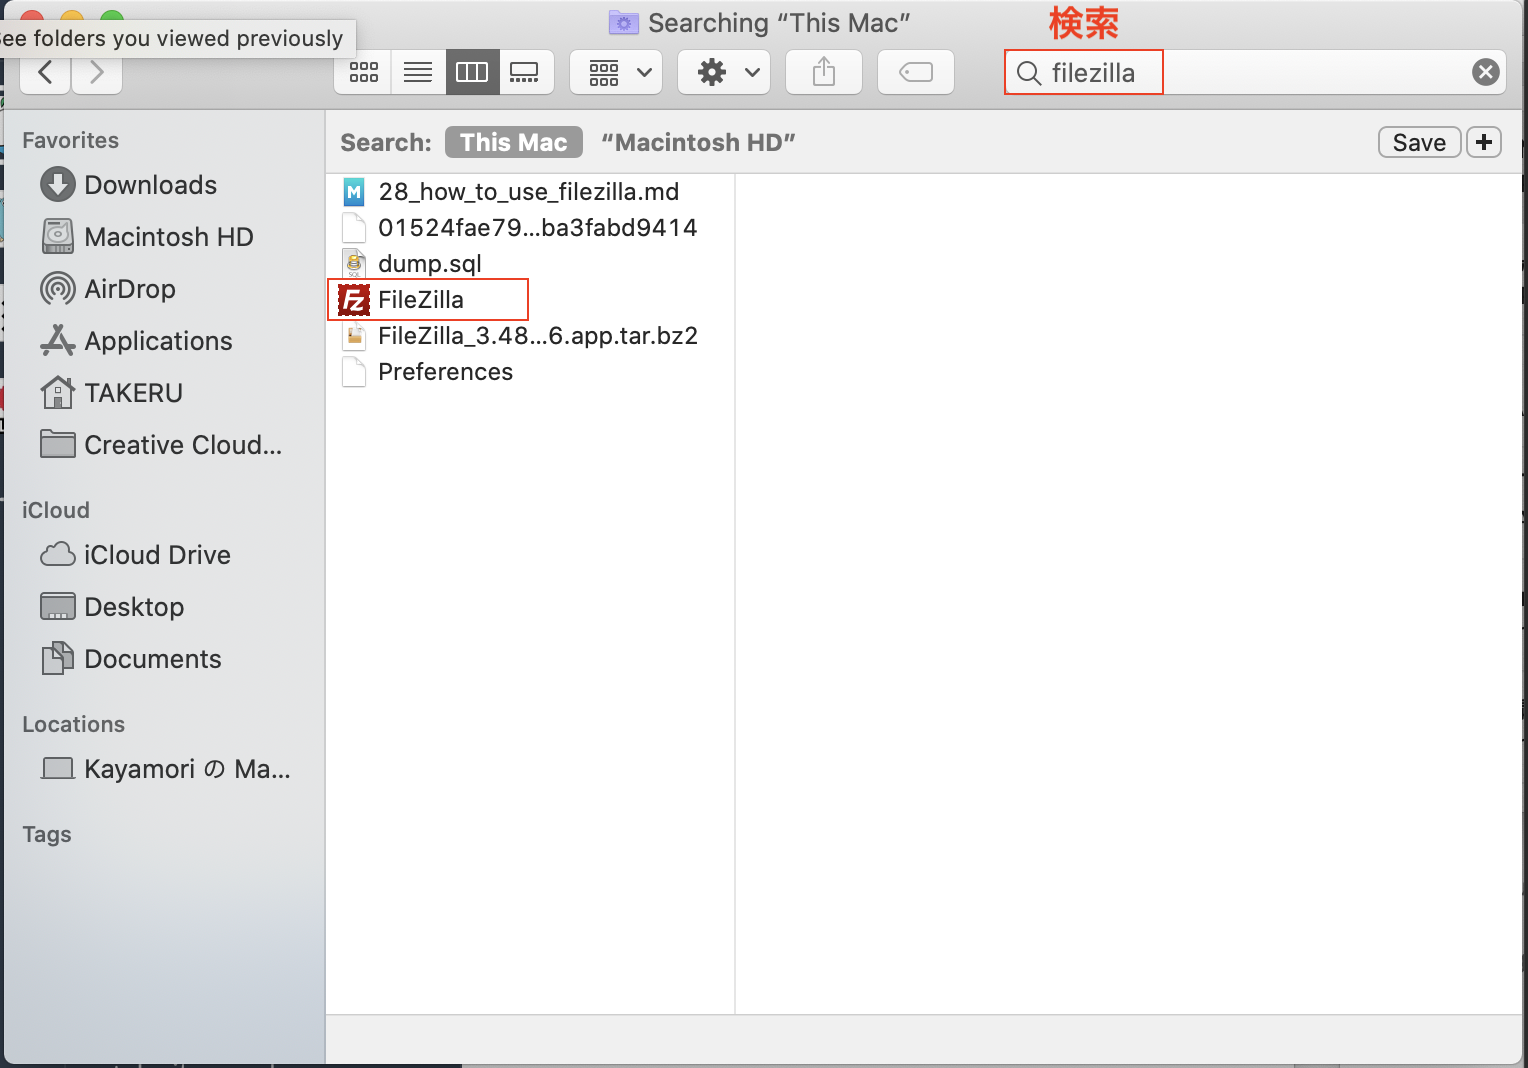 Searching “This Mac”
検索
ee folders you viewed previously
filezilla
Search: This Mac “Macintosh HD” Save +
Favorites
Downloads
Macintosh HD
AirDrop
Applications
TAKERU
Creative Cloud...
iCloud
iCloud Drive
Desktop
Documents
Locations
Kayamori の Ma...
Tags
M 28_how_to_use_filezilla.md
01524fae79...ba3fabd9414
SQL dump.sql
Fz FileZilla
FileZilla_3.48...6.app.tar.bz2
Preferences